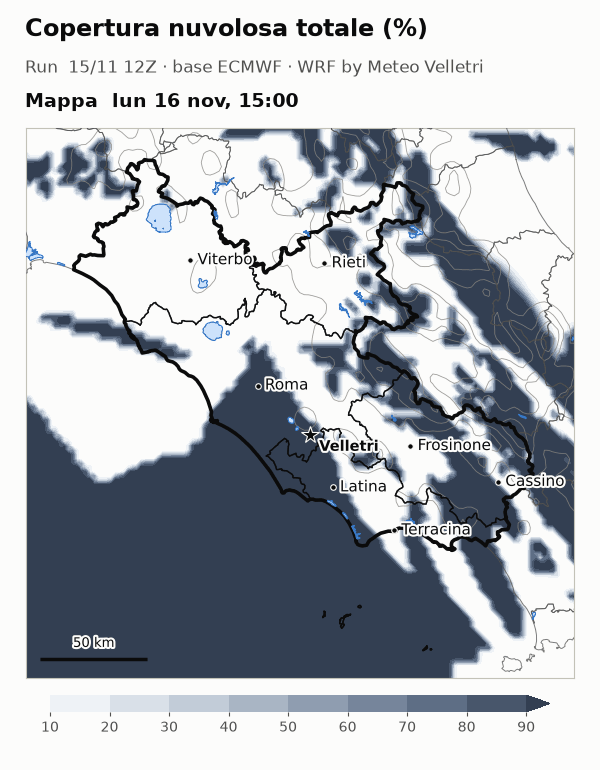 Copertura nuvolosa totale (%)
Run 15/11 12Z · base ECMWF · WRF by Meteo Velletri
Mappa lun 16 nov, 15:00
Viterbo
Rieti
Roma
Velletri
Frosinone
Latina
Cassino
Terracina
50 km
10 20 30 40 50 60 70 80 90